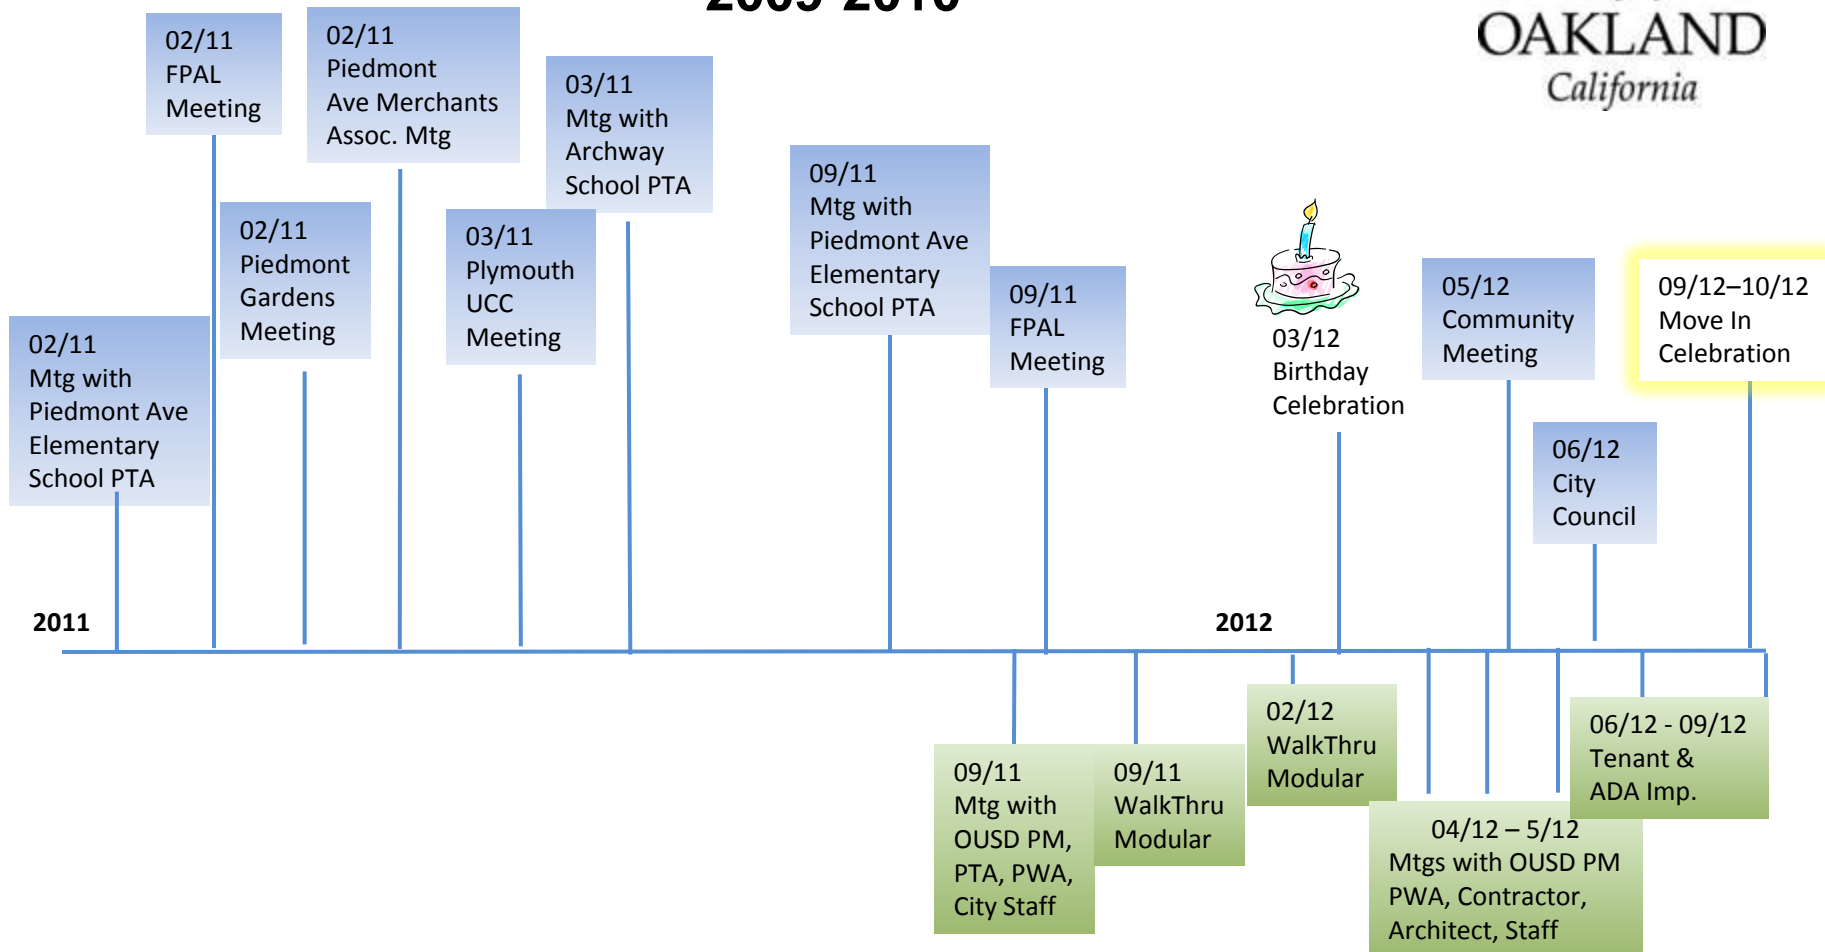 OAKLAND
California
02/11
FPAL
Meeting
02/11
Piedmont
Ave Merchants
Assoc. Mtg
03/11
Mtg with
Archway
School PTA
09/11
Mtg with
Piedmont Ave
Elementary
School PTA
02/11
Piedmont
Gardens
Meeting
03/11
Plymouth
UCC
Meeting
09/11
FPAL
Meeting
03/12
Birthday
Celebration
05/12
Community
Meeting
09/12–10/12
Move In
Celebration
02/11
Mtg with
Piedmont Ave
Elementary
School PTA
06/12
City
Council
2011
2012
09/11
Mtg with
OUSD PM,
PTA, PWA,
City Staff
09/11
WalkThru
Modular
02/12
WalkThru
Modular
04/12 – 5/12
Mtgs with OUSD PM
PWA, Contractor,
Architect, Staff
06/12 - 09/12
Tenant &
ADA Imp.